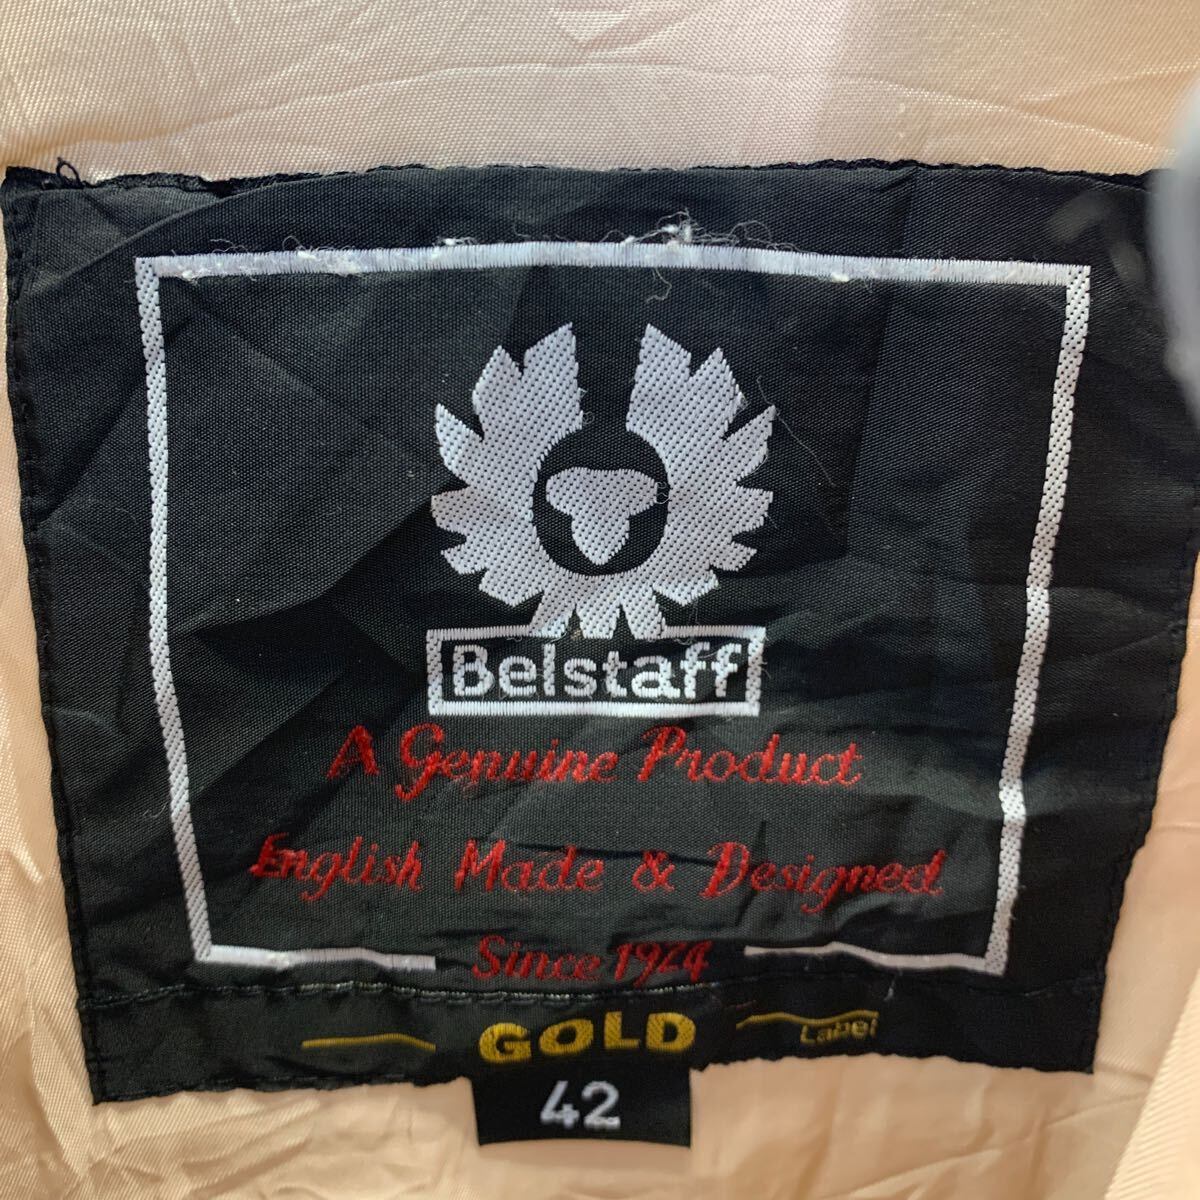 Belstaff
A Genuine Product
English Made & Designed
Since 1924
GOLD Label
42